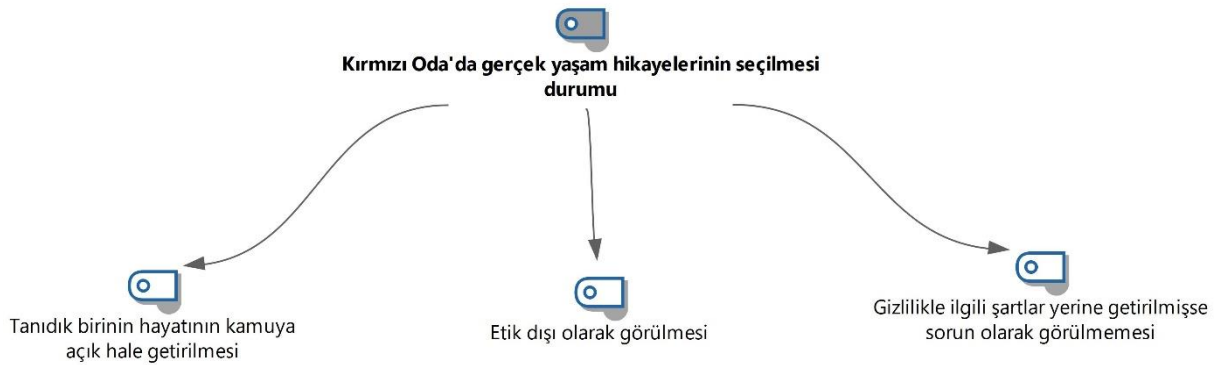 Kırmızı Oda'da gerçek yaşam hikayelerinin seçilmesi
durumu
Tanıdık birinin hayatının kamuya
açık hale getirilmesi
Etik dışı olarak görülmesi
Gizlilikle ilgili şartlar yerine getirilmişse
sorun olarak görülmemesi